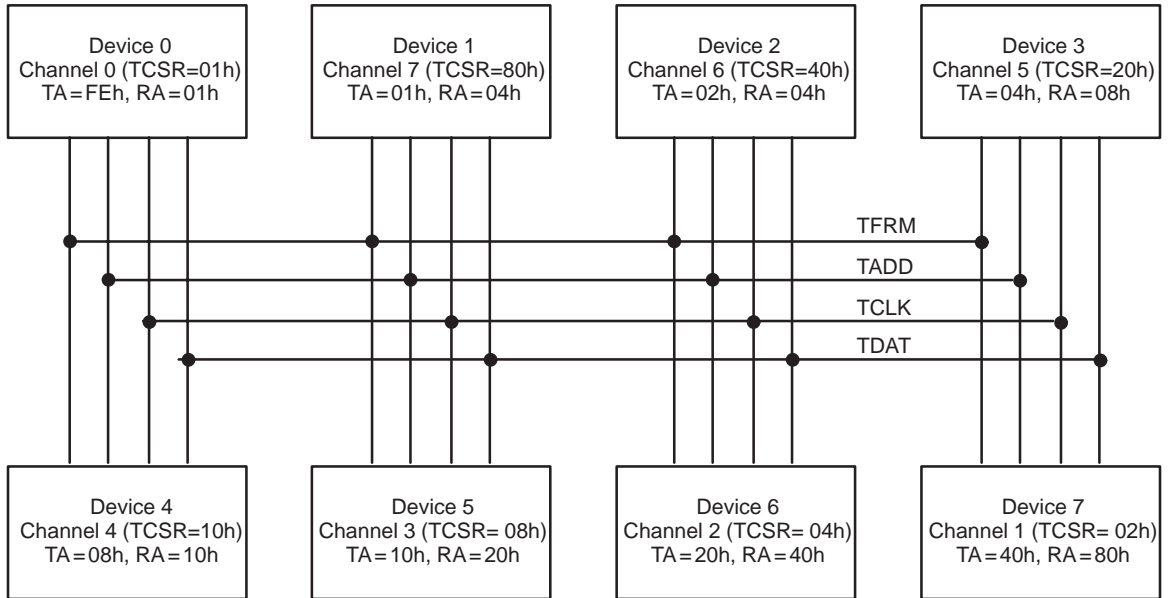 Device 0
Channel 0 (TCSR=01h)
TA=FEh, RA=01h
Device 1
Channel 7 (TCSR=80h)
TA=01h, RA=04h
Device 2
Channel 6 (TCSR=40h)
TA=02h, RA=04h
Device 3
Channel 5 (TCSR=20h)
TA=04h, RA=08h
TFRM
TADD
TCLK
TDAT
Device 4
Channel 4 (TCSR=10h)
TA=08h, RA=10h
Device 5
Channel 3 (TCSR= 08h)
TA=10h, RA=20h
Device 6
Channel 2 (TCSR= 04h)
TA=20h, RA=40h
Device 7
Channel 1 (TCSR= 02h)
TA=40h, RA=80h